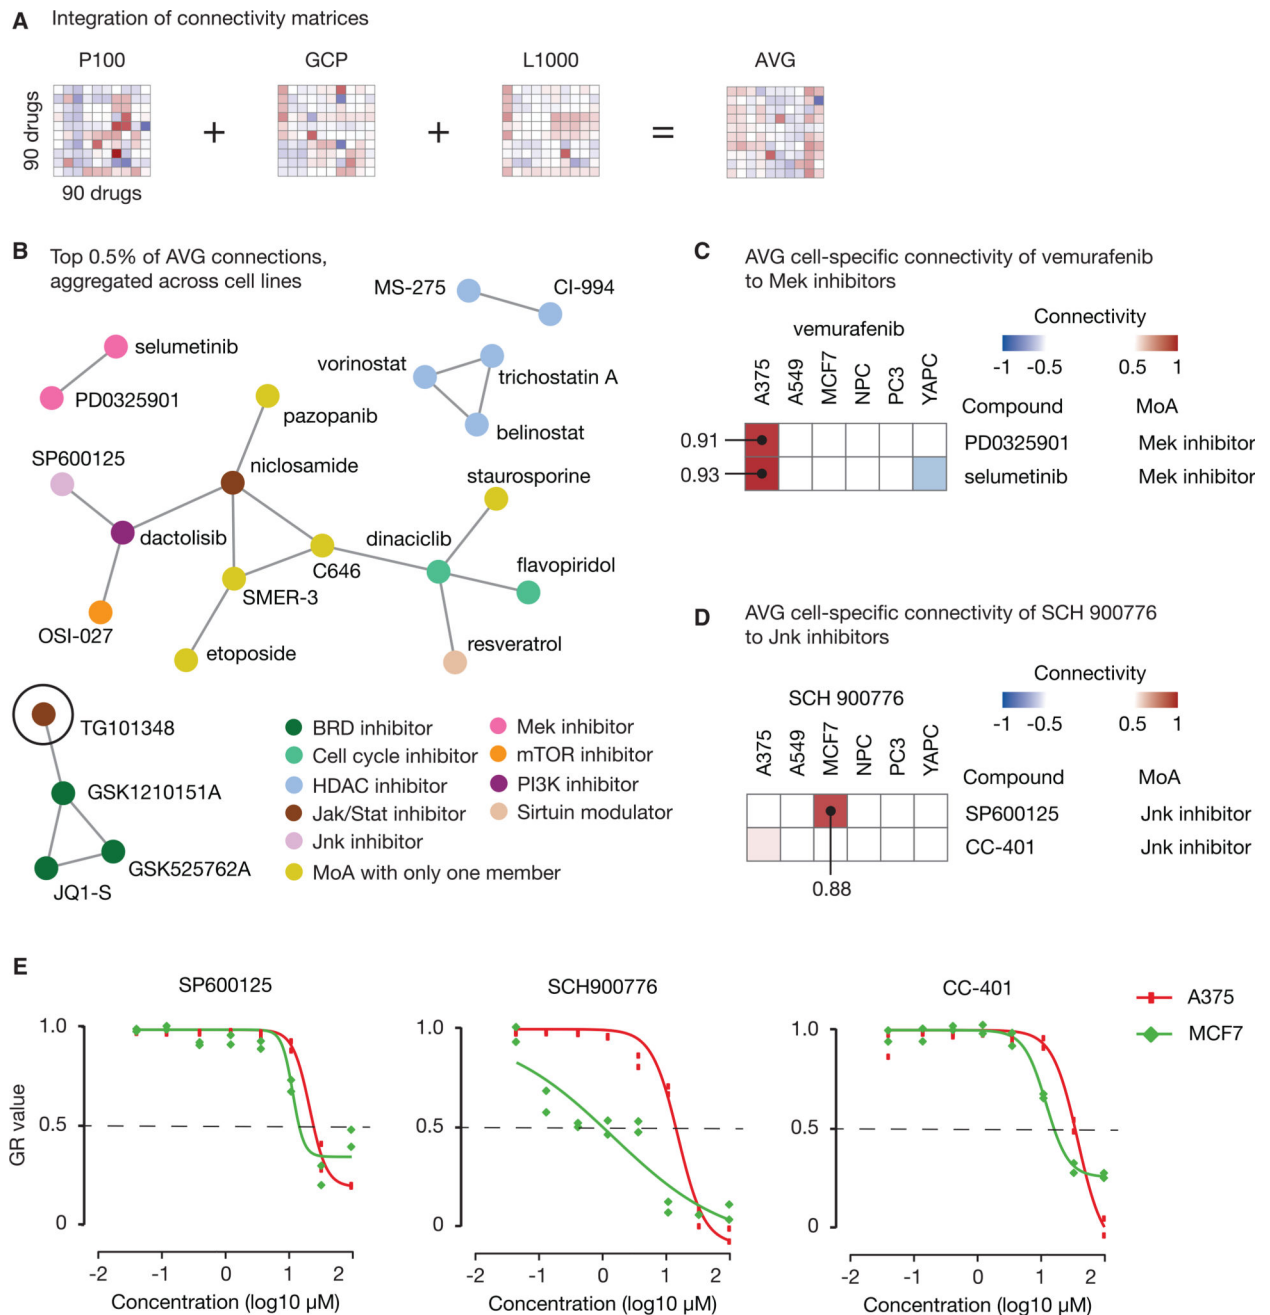 A Integration of connectivity matrices
P100 GCP L1000 AVG
90 drugs
+ + =
90 drugs
B Top 0.5% of AVG connections,
aggregated across cell lines
MS-275 CI-994
selumetinib
vorinostat
trichostatin A
PD0325901
pazopanib
belinostat
SP600125
niclosamide
staurosporine
dactolisib
dinaciclib
C646
flavopiridol
SMER-3
OSI-027
etoposide
resveratrol
TG101348
GSK1210151A
GSK525762A
JQ1-S
BRD inhibitor
Cell cycle inhibitor
HDAC inhibitor
Jak/Stat inhibitor
Jnk inhibitor
MoA with only one member
Mek inhibitor
mTOR inhibitor
PI3K inhibitor
Sirtuin modulator
C AVG cell-specific connectivity of vemurafenib
to Mek inhibitors
Connectivity
vemurafenib
-1 -0.5 0.5 1
A375 A549 MCF7 NPC PC3 YAPC
Compound MoA
0.91 PD0325901 Mek inhibitor
0.93 selumetinib Mek inhibitor
D AVG cell-specific connectivity of SCH 900776
to Jnk inhibitors
Connectivity
SCH 900776
-1 -0.5 0.5 1
A375 A549 MCF7 NPC PC3 YAPC
Compound MoA
SP600125 Jnk inhibitor
CC-401 Jnk inhibitor
0.88
E
SP600125 SCH900776 CC-401
A375
MCF7
GR value
1.0 1.0 1.0
0.5 0.5 0.5
0 0 0
-2 -1 0 1 2 -2 -1 0 1 2 -2 -1 0 1 2
Concentration (log10 µM) Concentration (log10 µM) Concentration (log10 µM)